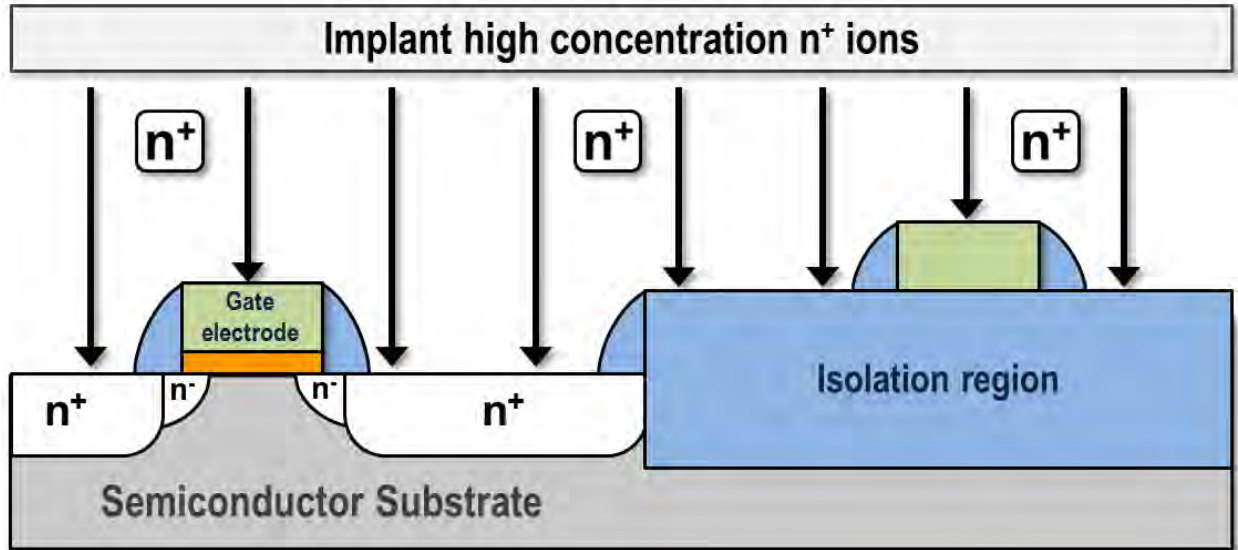 Implant high concentration n⁺ ions
n⁺
n⁺
n⁺
Gate
electrode
Isolation region
n⁺
n⁻
n⁻
n⁺
Semiconductor Substrate